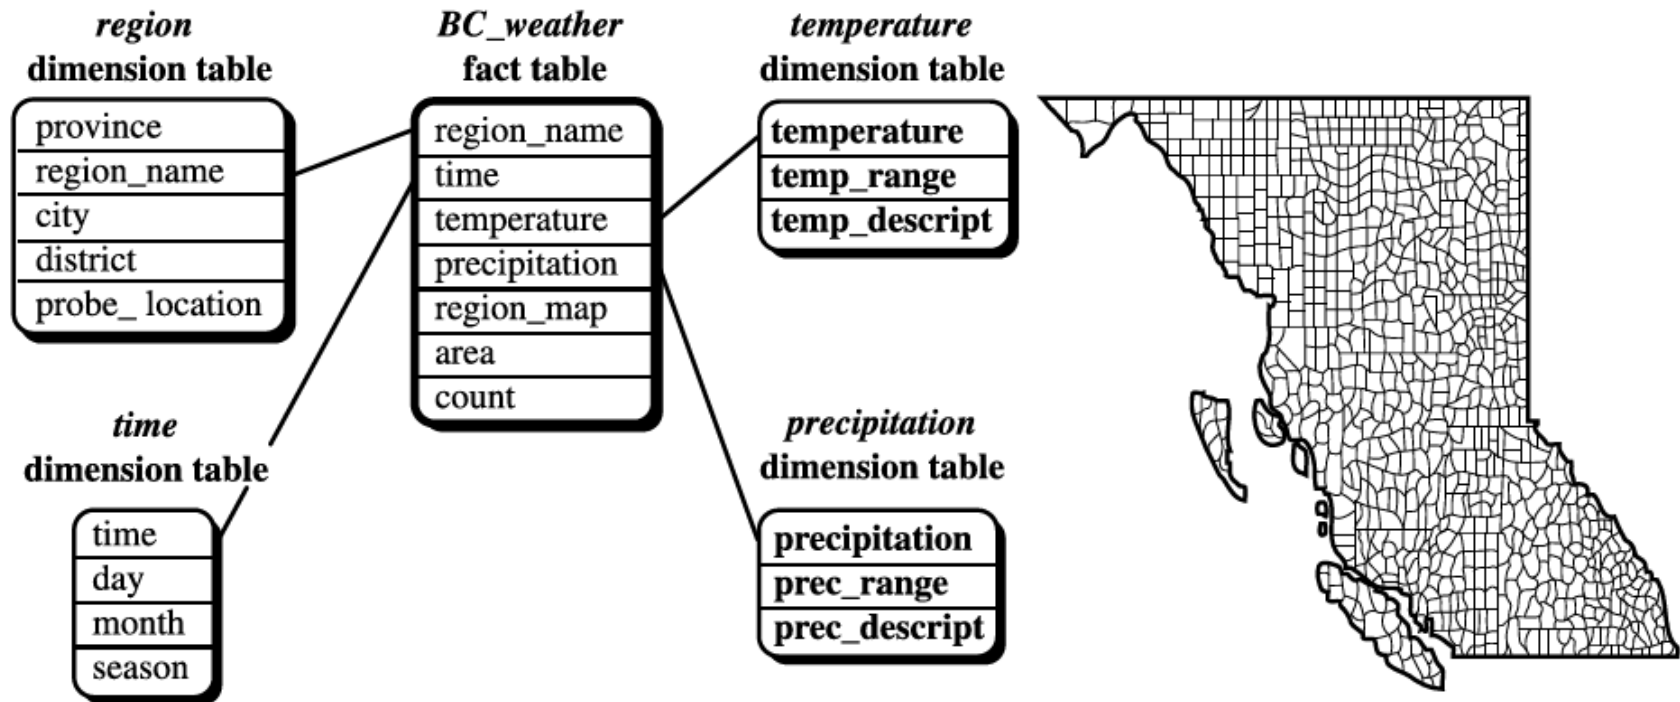 region
dimension table
province
region_name
city
district
probe_ location
BC_weather
fact table
region_name
time
temperature
precipitation
region_map
area
count
temperature
dimension table
temperature
temp_range
temp_descript
time
dimension table
time
day
month
season
precipitation
dimension table
precipitation
prec_range
prec_descript